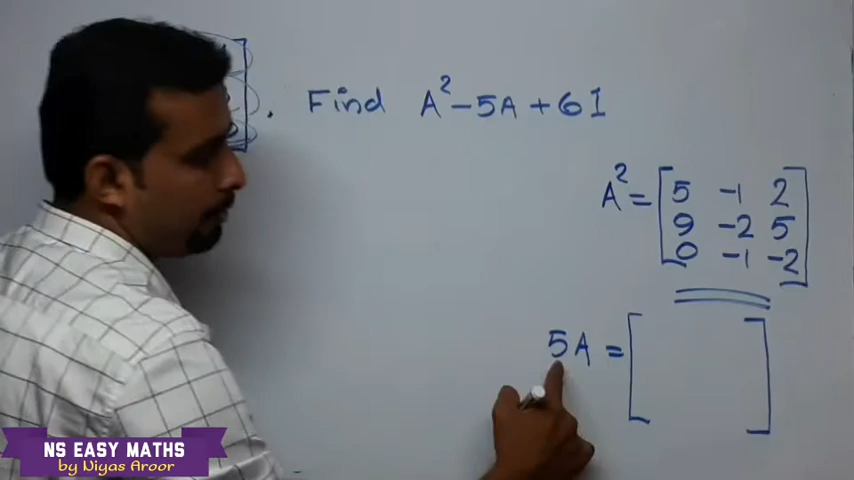 . Find A² - 5A + 6I
A² = [5 -1 2
9 -2 5
0 -1 -2]
5A = [ ]
NS EASY MATHS
by Niyas Aroor